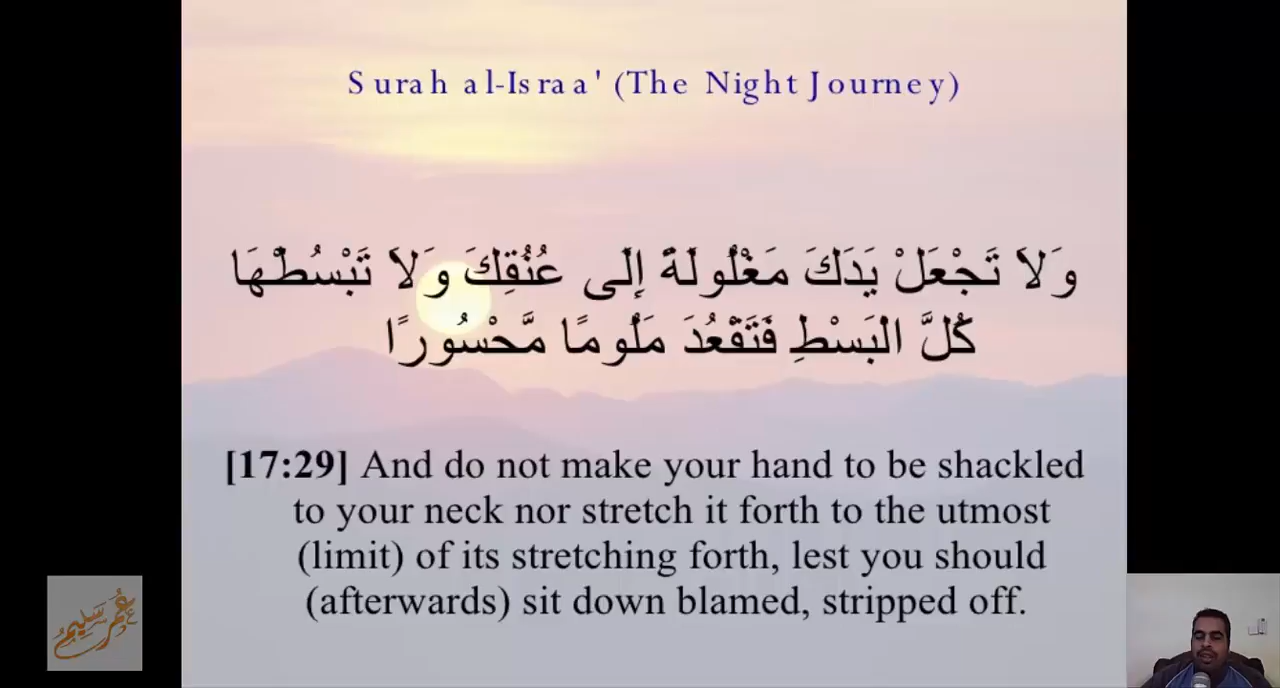 Surah al-Israa' (The Night Journey)
وَلاَ تَجْعَلْ يَدَكَ مَغْلُولَةً إِلَى عُنُقِكَ وَلاَ تَبْسُطْهَا
كُلَّ الْبَسْطِ فَتَقْعُدَ مَلُومًا مَّحْسُورًا
[17:29] And do not make your hand to be shackled
to your neck nor stretch it forth to the utmost
(limit) of its stretching forth, lest you should
(afterwards) sit down blamed, stripped off.
عُمَر سَلِيم